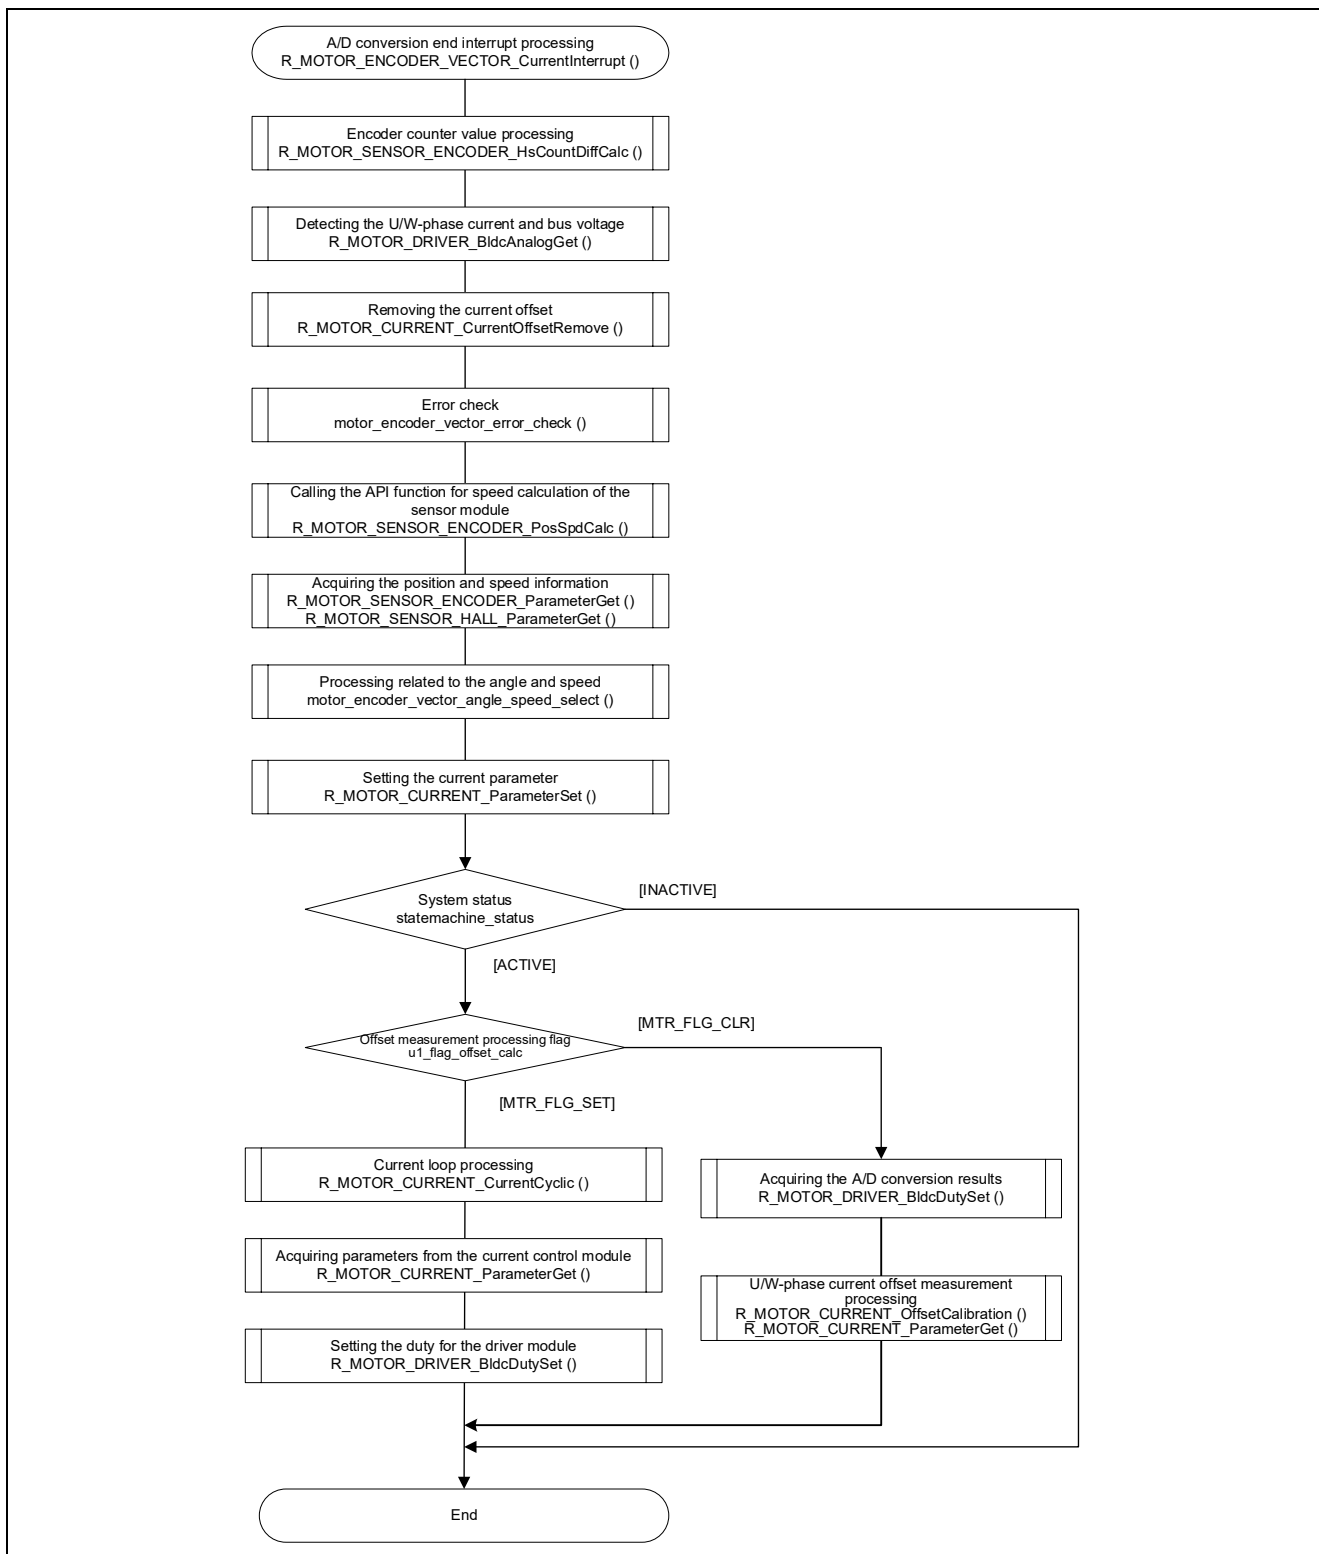 A/D conversion end interrupt processing
R_MOTOR_ENCODER_VECTOR_CurrentInterrupt ()
Encoder counter value processing
R_MOTOR_SENSOR_ENCODER_HsCountDiffCalc ()
Detecting the U/W-phase current and bus voltage
R_MOTOR_DRIVER_BldcAnalogGet ()
Removing the current offset
R_MOTOR_CURRENT_CurrentOffsetRemove ()
Error check
motor_encoder_vector_error_check ()
Calling the API function for speed calculation of the
sensor module
R_MOTOR_SENSOR_ENCODER_PosSpdCalc ()
Acquiring the position and speed information
R_MOTOR_SENSOR_ENCODER_ParameterGet ()
R_MOTOR_SENSOR_HALL_ParameterGet ()
Processing related to the angle and speed
motor_encoder_vector_angle_speed_select ()
Setting the current parameter
R_MOTOR_CURRENT_ParameterSet ()
System status
statemachine_status
[INACTIVE]
[ACTIVE]
Offset measurement processing flag
u1_flag_offset_calc
[MTR_FLG_CLR]
[MTR_FLG_SET]
Current loop processing
R_MOTOR_CURRENT_CurrentCyclic ()
Acquiring parameters from the current control module
R_MOTOR_CURRENT_ParameterGet ()
Setting the duty for the driver module
R_MOTOR_DRIVER_BldcDutySet ()
Acquiring the A/D conversion results
R_MOTOR_DRIVER_BldcDutySet ()
U/W-phase current offset measurement
processing
R_MOTOR_CURRENT_OffsetCalibration ()
R_MOTOR_CURRENT_ParameterGet ()
End